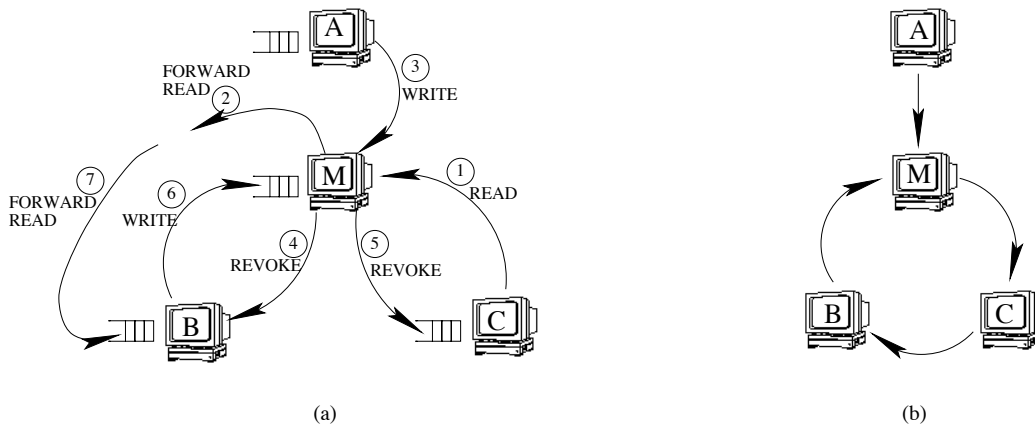 A
3
WRITE
FORWARD
READ
2
M
7
FORWARD
READ
6
WRITE
1
READ
4
REVOKE
5
REVOKE
B
C
(a)
A
M
B
C
(b)